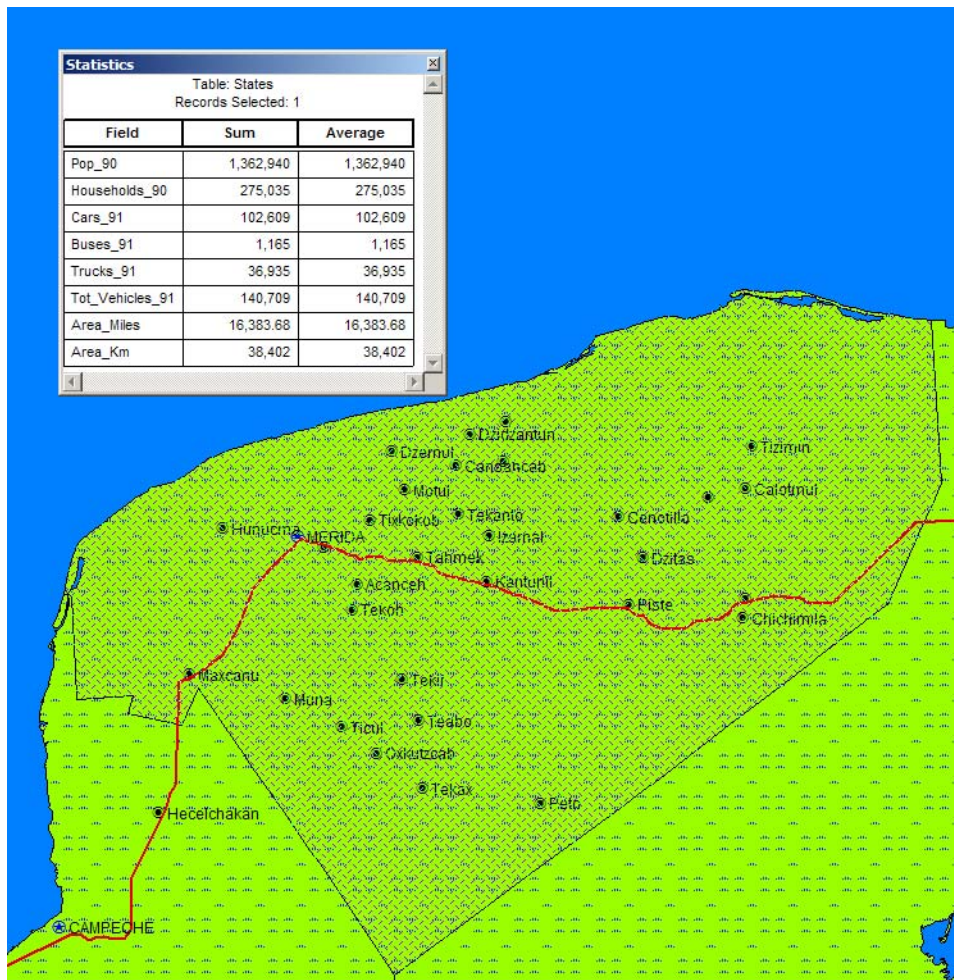 Statistics
Table: States
Records Selected: 1
Field Sum Average
Pop_90 1,362,940 1,362,940
Households_90 275,035 275,035
Cars_91 102,609 102,609
Buses_91 1,165 1,165
Trucks_91 36,935 36,935
Tot_Vehicles_91 140,709 140,709
Area_Miles 16,383.68 16,383.68
Area_Km 38,402 38,402
Dzidzantun
Dzemul
Tizimin
Cansahcab
Motul
Calotmul
Tixkokob
Tekanto
Cenotillo
Hunucma
MERIDA
Izamal
Tahmek
Dzitas
Acanceh
Kantunil
Tekoh
Piste
Chichimila
Maxcanu
Tekit
Muna
Teabo
Ticul
Oxkutzcab
Tekax
Peto
Hecelchakan
CAMPECHE